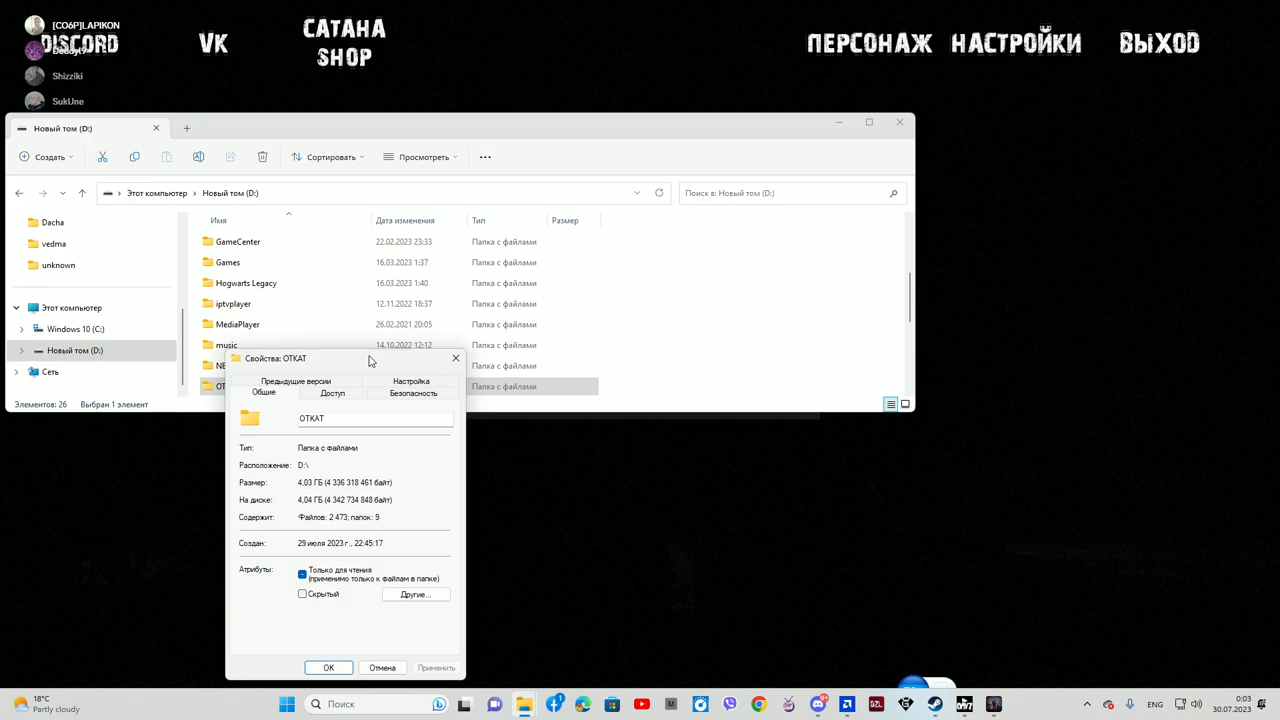 [СОБР]LAPIKON
DISCORD
VK
САТАНА
SHOP
ПЕРСОНАЖ
НАСТРОЙКИ
ВЫХОД
Shizziki
SukUne
Новый том (D:)
Создать
Сортировать
Просмотреть
Этот компьютер
Новый том (D:)
Поиск в: Новый том (D:)
Dacha
vedma
unknown
Этот компьютер
Windows 10 (C:)
Новый том (D:)
Сеть
Имя
Дата изменения
Тип
Размер
GameCenter 22.02.2023 23:33 Папка с файлами
Games 16.03.2023 1:37 Папка с файлами
Hogwarts Legacy 16.03.2023 1:40 Папка с файлами
iptvplayer 12.11.2022 18:37 Папка с файлами
MediaPlayer 26.02.2021 20:05 Папка с файлами
music 14.10.2022 12:12 Папка с файлами
Папка с файлами
Папка с файлами
Элементов: 26 Выбран 1 элемент
Свойства: ОТКАТ
Предыдущие версии
Настройка
Общие
Доступ
Безопасность
ОТКАТ
Тип: Папка с файлами
Расположение: D:\
Размер: 4,03 ГБ (4 336 318 461 байт)
На диске: 4,04 ГБ (4 342 734 848 байт)
Содержит: Файлов: 2 473; папок: 9
Создан: 29 июля 2023 г., 22:45:17
Атрибуты:
Только для чтения
(применимо только к файлам в папке)
Скрытый
Другие...
ОК
Отмена
Применить
18°C
Partly cloudy
Поиск
1
9+
DZL
ENG
0:03
30.07.2023